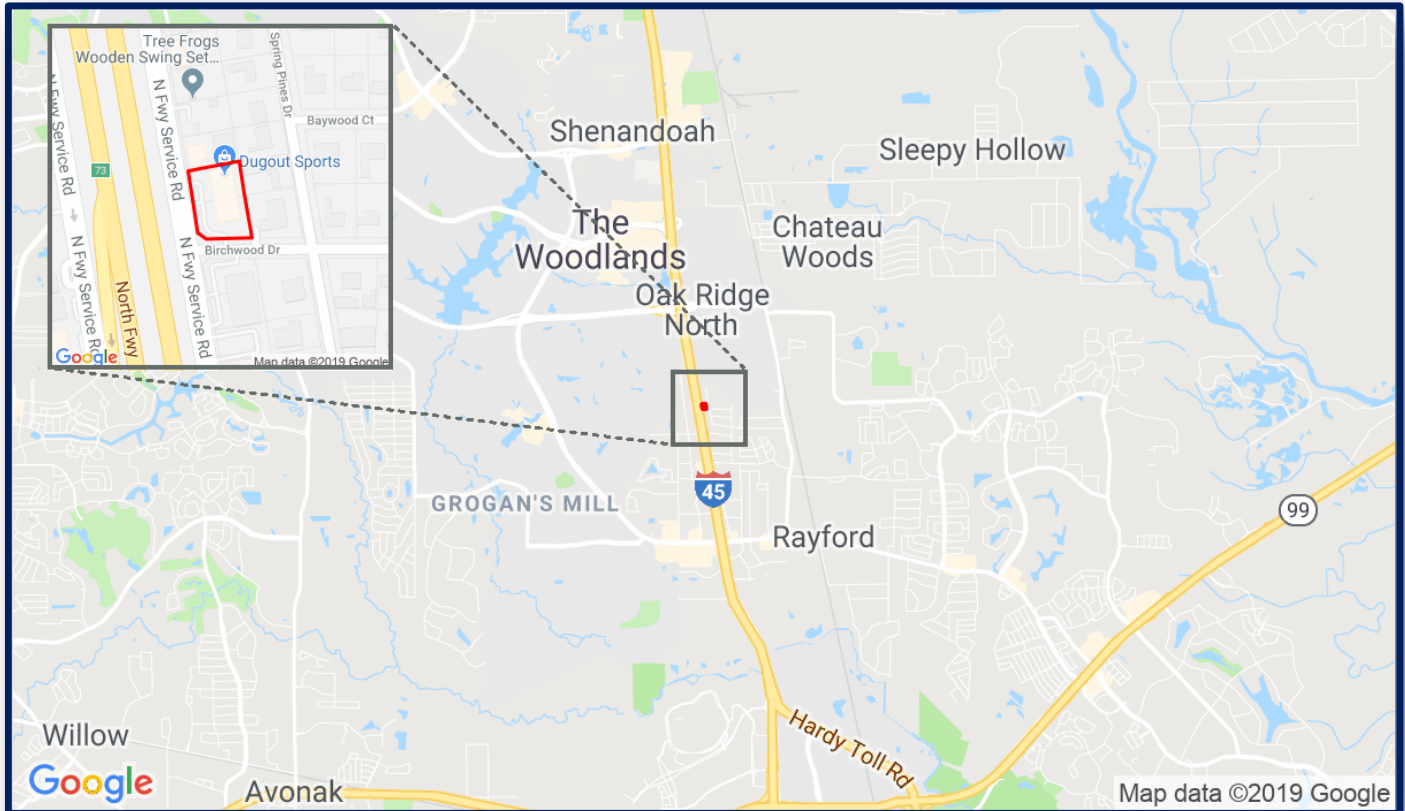 Tree Frogs
Wooden Swing Set...
Spring Pines Dr
N Fwy Service Rd
N Fwy Service Rd
Baywood Ct
73
Dugout Sports
N Fwy Service Rd
N Fwy Service Rd
Birchwood Dr
North Fwy
Google
Map data ©2019 Google
Shenandoah
Sleepy Hollow
The
Woodlands
Chateau
Woods
Oak Ridge
North
45
GROGAN'S MILL
99
Rayford
Hardy Toll Rd
Willow
Google
Avonak
Map data ©2019 Google